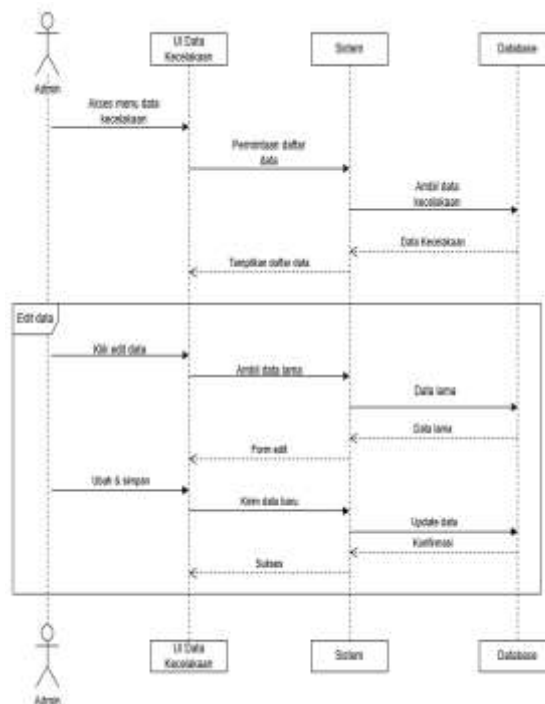 UI Data
Kecelakaan
Sistem
Database
Admin
Akses menu data
kecelakaan
Permintaan daftar
data
Ambil data
kecelakaan
Data Kecelakaan
Tampilkan daftar data
Edit data
Klik edit data
Ambil data lama
Data lama
Data lama
Form edit
Ubah & simpan
Kirim data baru
Update data
Konfirmasi
Sukses
UI Data
Kecelakaan
Sistem
Database
Admin